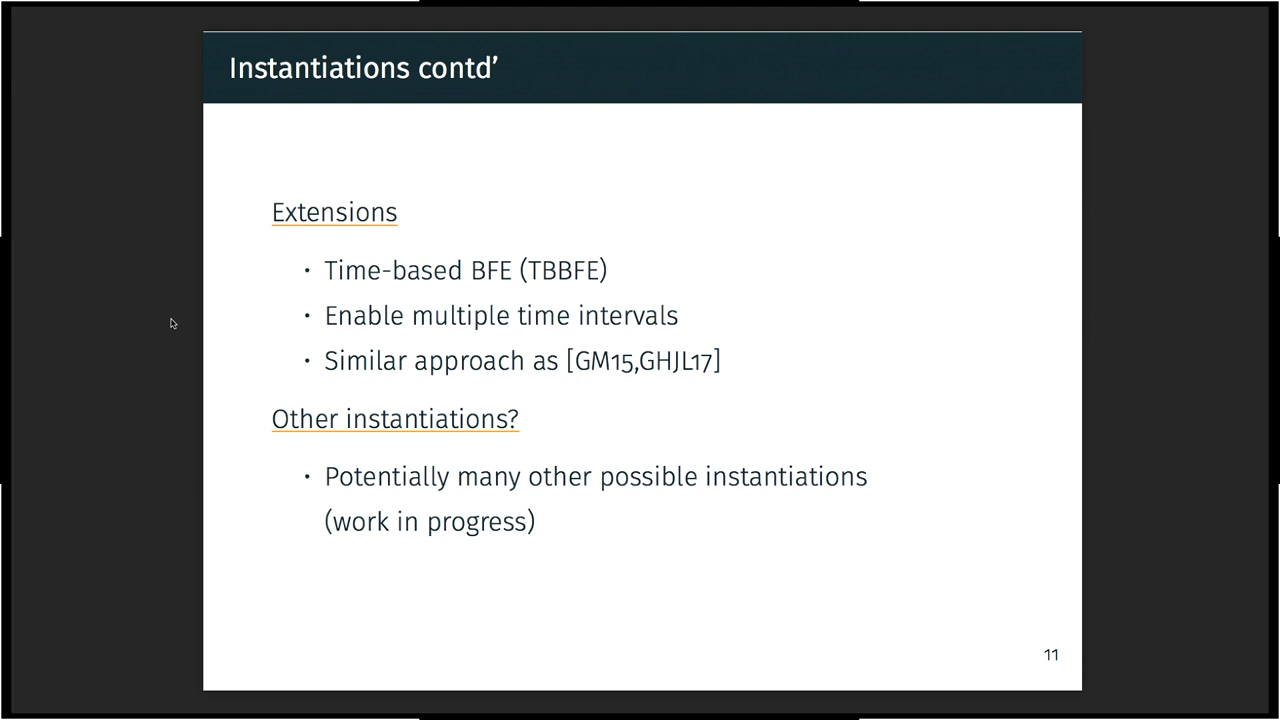 Instantiations contd’
Extensions
• Time-based BFE (TBBFE)
• Enable multiple time intervals
• Similar approach as [GM15,GHJL17]
Other instantiations?
• Potentially many other possible instantiations
(work in progress)
11